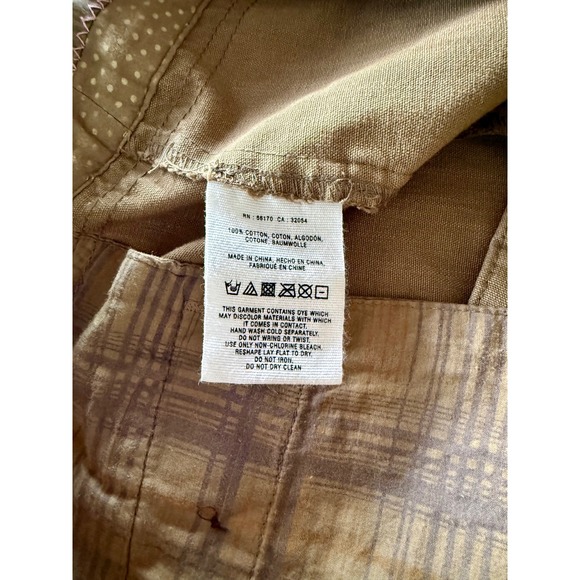 RN : 66170 CA : 32054
100% COTTON, COTON, ALGODÓN,
COTONE, BAUMWOLLE
MADE IN CHINA, HECHO EN CHINA,
FABRIQUÉ EN CHINE
THIS GARMENT CONTAINS DYE WHICH
MAY DISCOLOR MATERIALS WITH WHICH
IT COMES IN CONTACT.
HAND WASH COLD SEPARATELY.
DO NOT WRING OR TWIST.
USE ONLY NON-CHLORINE BLEACH.
RESHAPE LAY FLAT TO DRY.
DO NOT IRON.
DO NOT DRY CLEAN